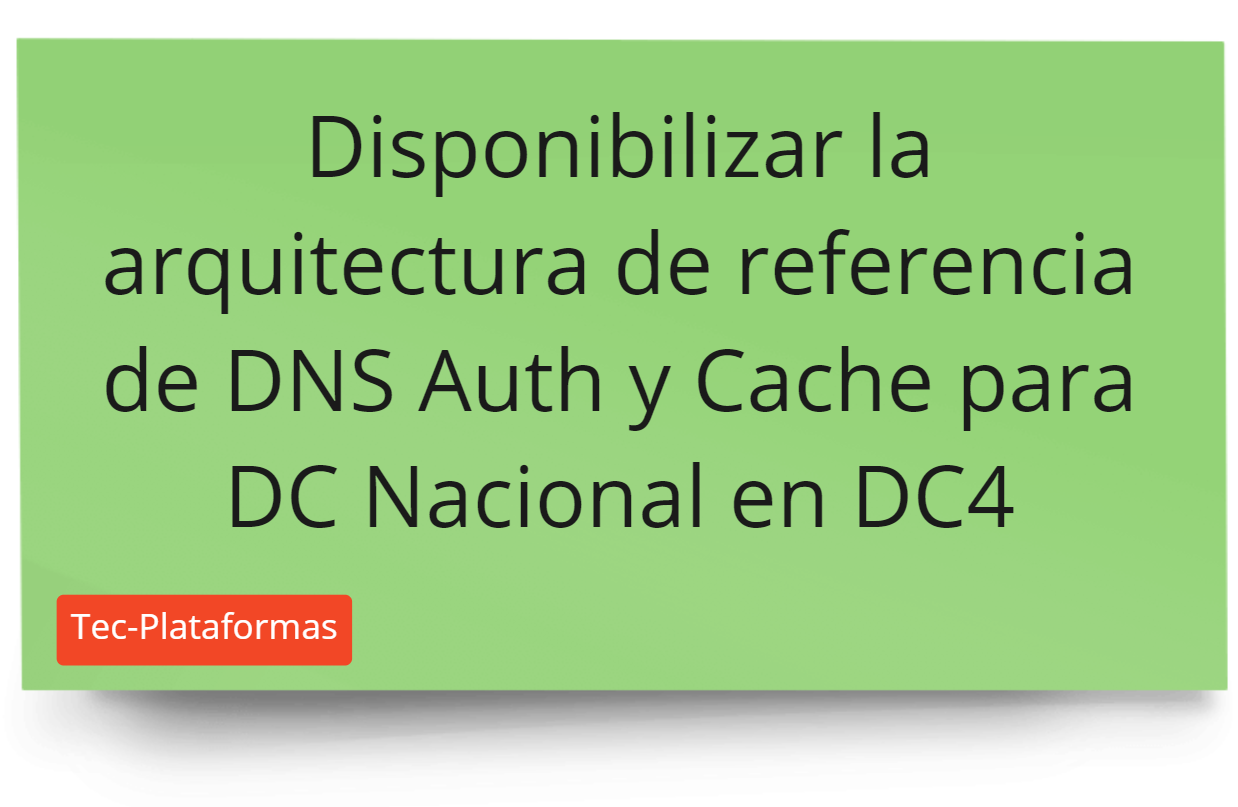 Disponibilizar la
arquitectura de referencia
de DNS Auth y Cache para
DC Nacional en DC4
Tec-Plataformas